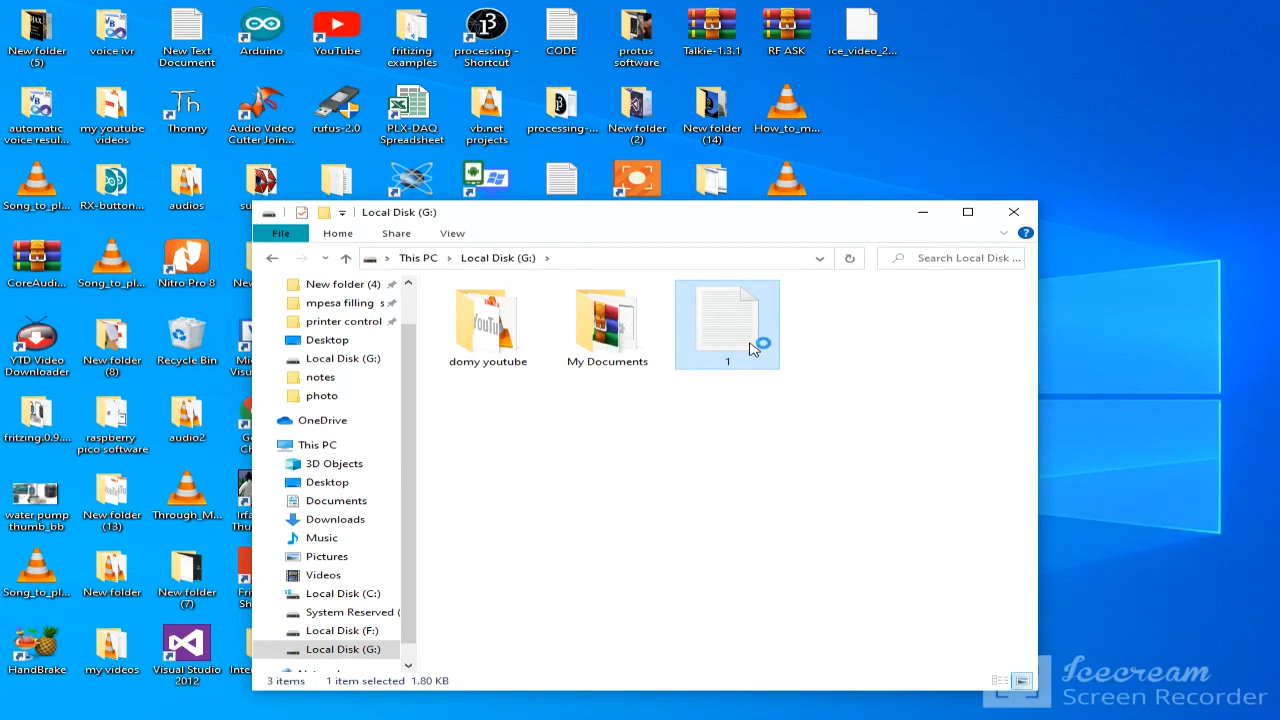 New folder
(5)
voice ivr
New Text
Document
Arduino
YouTube
fritizing
examples
processing -
Shortcut
CODE
protus
software
Talkie-1.3.1
RF ASK
ice_video_2...
automatic
voice resul...
my youtube
videos
Thonny
Audio Video
Cutter Join...
rufus-2.0
PLX-DAQ
Spreadsheet
vb.net
projects
processing-...
New folder
(2)
New folder
(14)
How_to_m...
Song_to_pl...
RX-button...
audios
Local Disk (G:)
File
Home
Share
View
This PC
Local Disk (G:)
Search Local Disk ...
CoreAudi...
Song_to_pl...
Nitro Pro 8
New folder (4)
mpesa filling s
printer control
Desktop
Local Disk (G:)
notes
photo
OneDrive
This PC
3D Objects
Desktop
Documents
Downloads
Music
Pictures
Videos
Local Disk (C:)
System Reserved (
Local Disk (F:)
Local Disk (G:)
domy youtube
My Documents
1
YTD Video
Downloader
New folder
(8)
Recycle Bin
fritzing.0.9....
raspberry
pico software
audio2
water pump
thumb_bb
New folder
(13)
Through_M...
Song_to_pl...
New folder
New folder
(7)
HandBrake
my videos
Visual Studio
2012
3 items
1 item selected 1.80 KB
Icecream
Screen Recorder